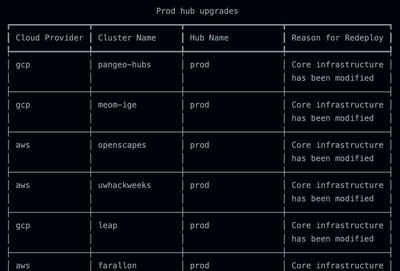 Prod hub upgrades
Cloud Provider Cluster Name Hub Name Reason for Redeploy
gcp pangeo-hubs prod Core infrastructure
has been modified
gcp meom-ige prod Core infrastructure
has been modified
aws openscapes prod Core infrastructure
has been modified
aws uwhackweeks prod Core infrastructure
has been modified
gcp leap prod Core infrastructure
has been modified
aws farallon prod Core infrastructure